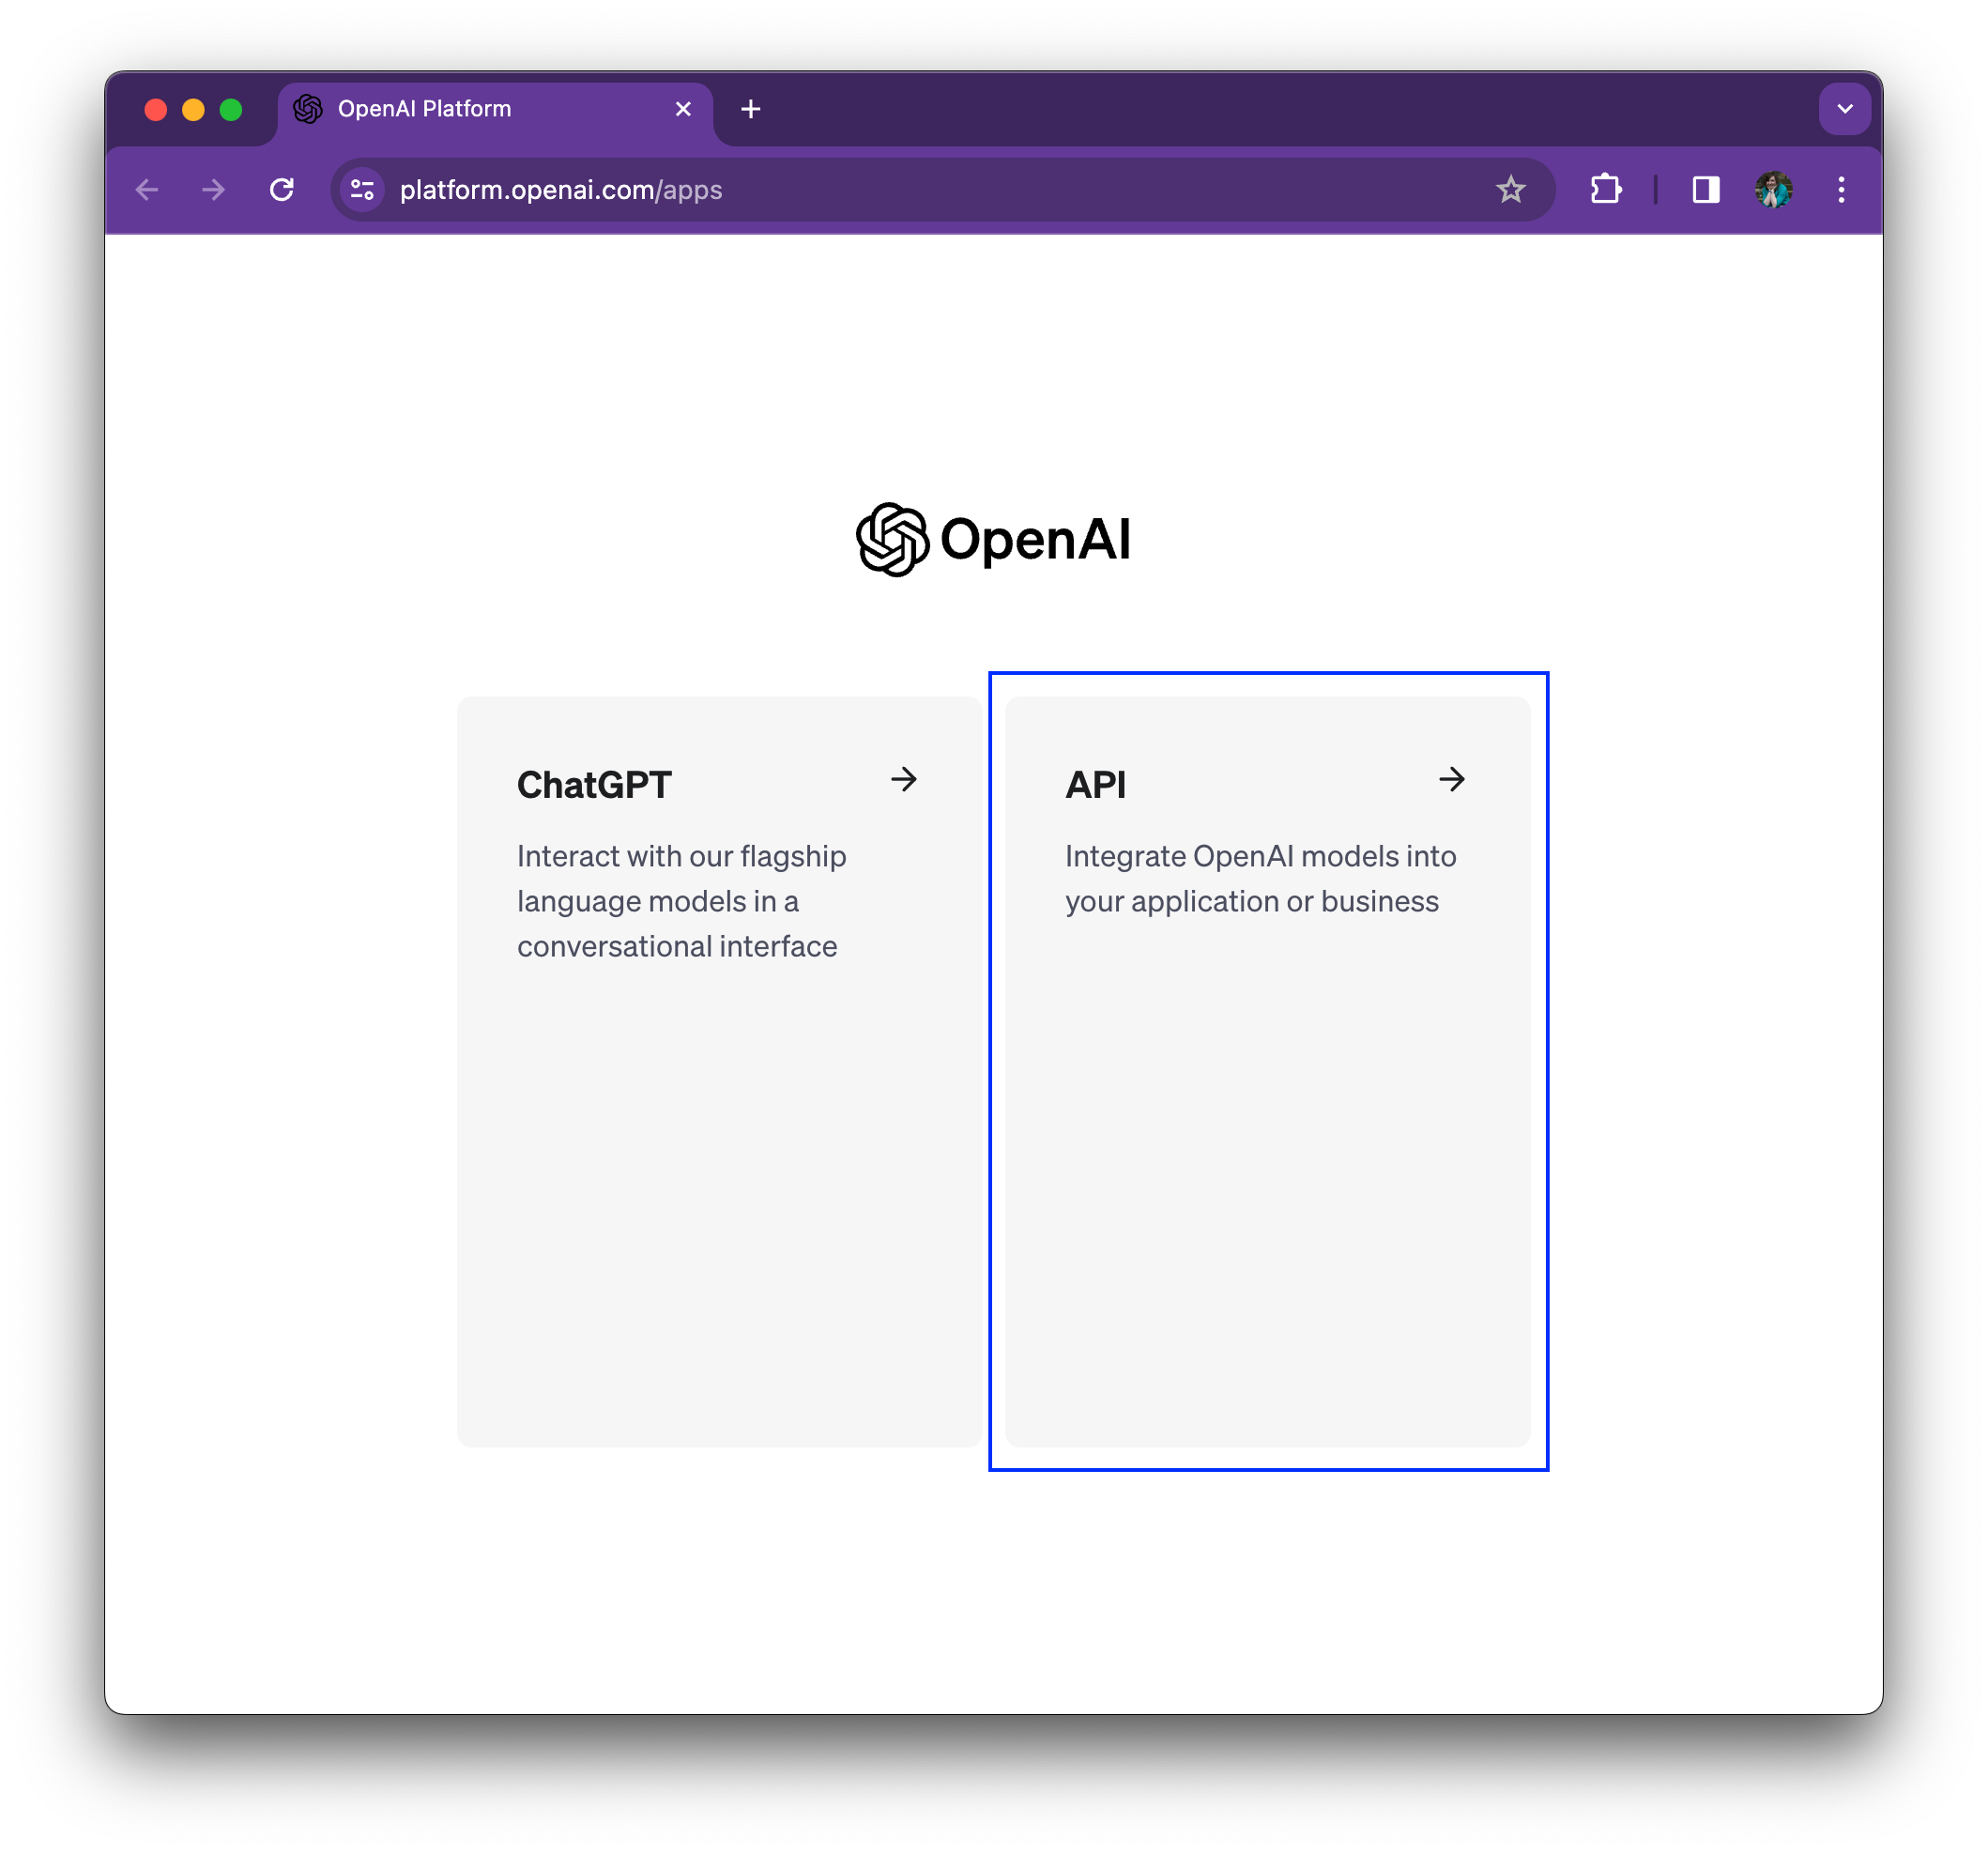 OpenAI Platform
platform.openai.com/apps
OpenAI
ChatGPT
Interact with our flagship
language models in a
conversational interface
API
Integrate OpenAI models into
your application or business